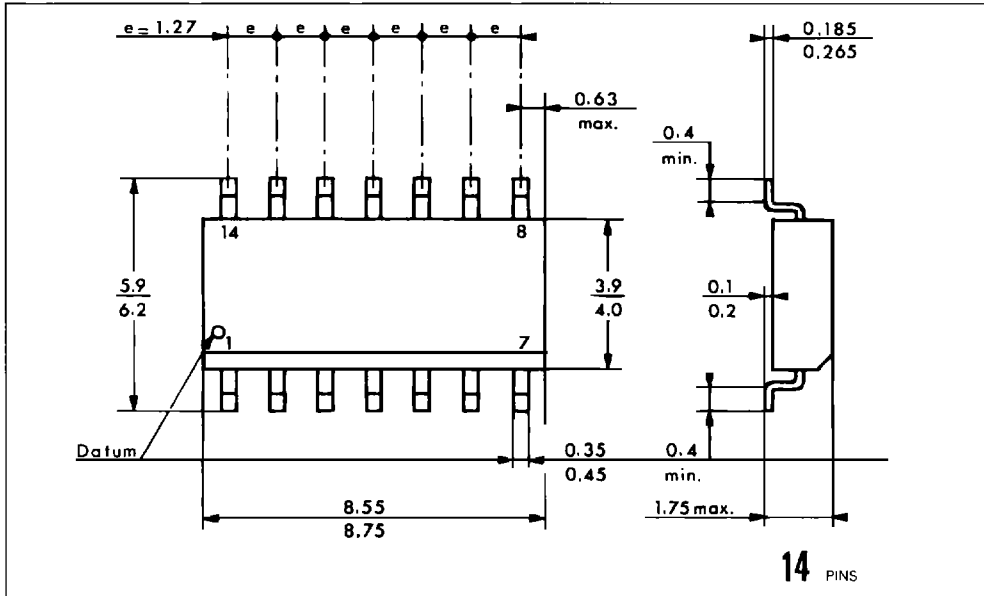 e = 1.27 e e e e e
0.185
0.265
0.63
max.
0.4
min.
14 8
5.9
6.2
3.9
4.0
0.1
0.2
1 7
Datum
0.35
0.45
0.4
min.
8.55
8.75
1.75 max.
14 PINS